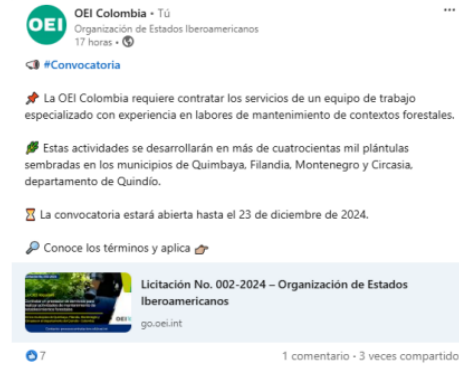 OEI
OEI Colombia • Tú
Organización de Estados Iberoamericanos
17 horas •
#Convocatoria
La OEI Colombia requiere contratar los servicios de un equipo de trabajo
especializado con experiencia en labores de mantenimiento de contextos forestales.
Estas actividades se desarrollarán en más de cuatrocientas mil plántulas
sembradas en los municipios de Quimbaya, Filandia, Montenegro y Circasia,
departamento de Quindío.
La convocatoria estará abierta hasta el 23 de diciembre de 2024.
Conoce los términos y aplica
Licitación No. 002-2024 – Organización de Estados
Iberoamericanos
go.oei.int
7
1 comentario • 3 veces compartido